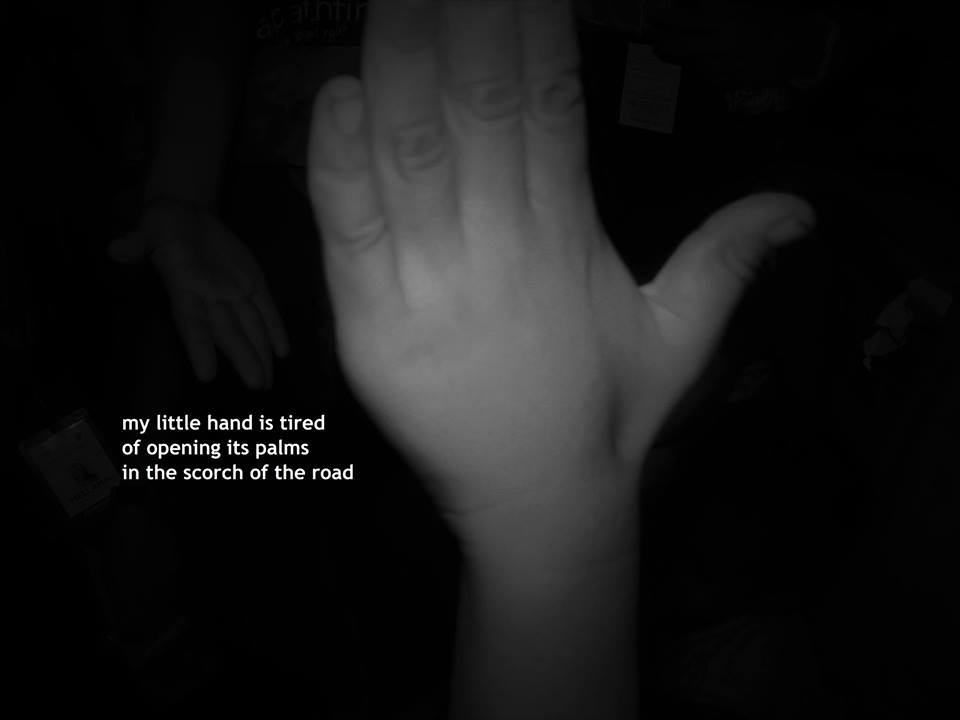 my little hand is tired
of opening its palms
in the scorch of the road